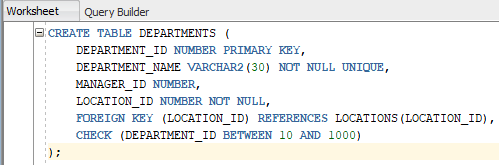 Worksheet Query Builder
CREATE TABLE DEPARTMENTS (
DEPARTMENT_ID NUMBER PRIMARY KEY,
DEPARTMENT_NAME VARCHAR2(30) NOT NULL UNIQUE,
MANAGER_ID NUMBER,
LOCATION_ID NUMBER NOT NULL,
FOREIGN KEY (LOCATION_ID) REFERENCES LOCATIONS(LOCATION_ID),
CHECK (DEPARTMENT_ID BETWEEN 10 AND 1000)
);